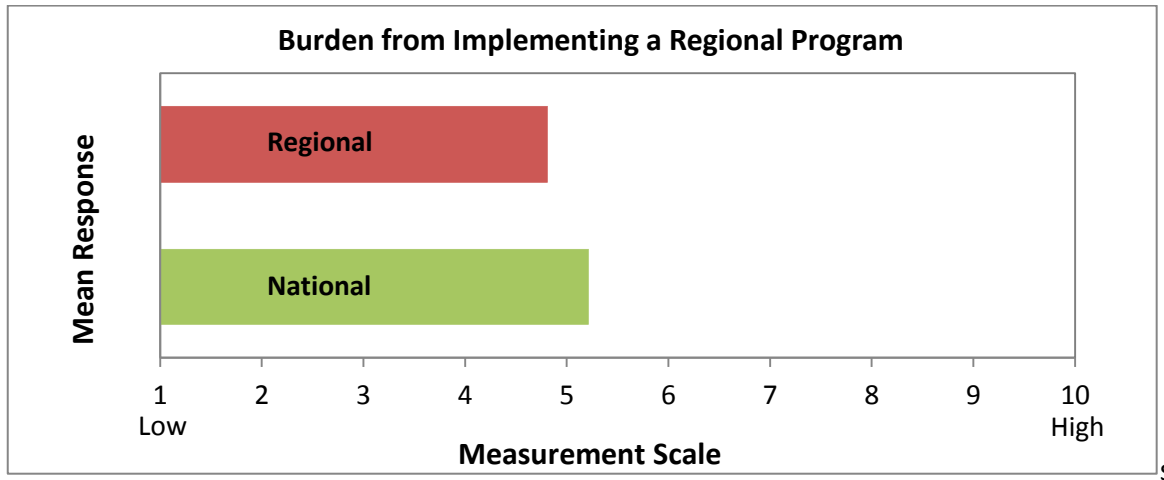 Burden from Implementing a Regional Program
Mean Response
Regional
National
1 2 3 4 5 6 7 8 9 10
Low High
Measurement Scale
s